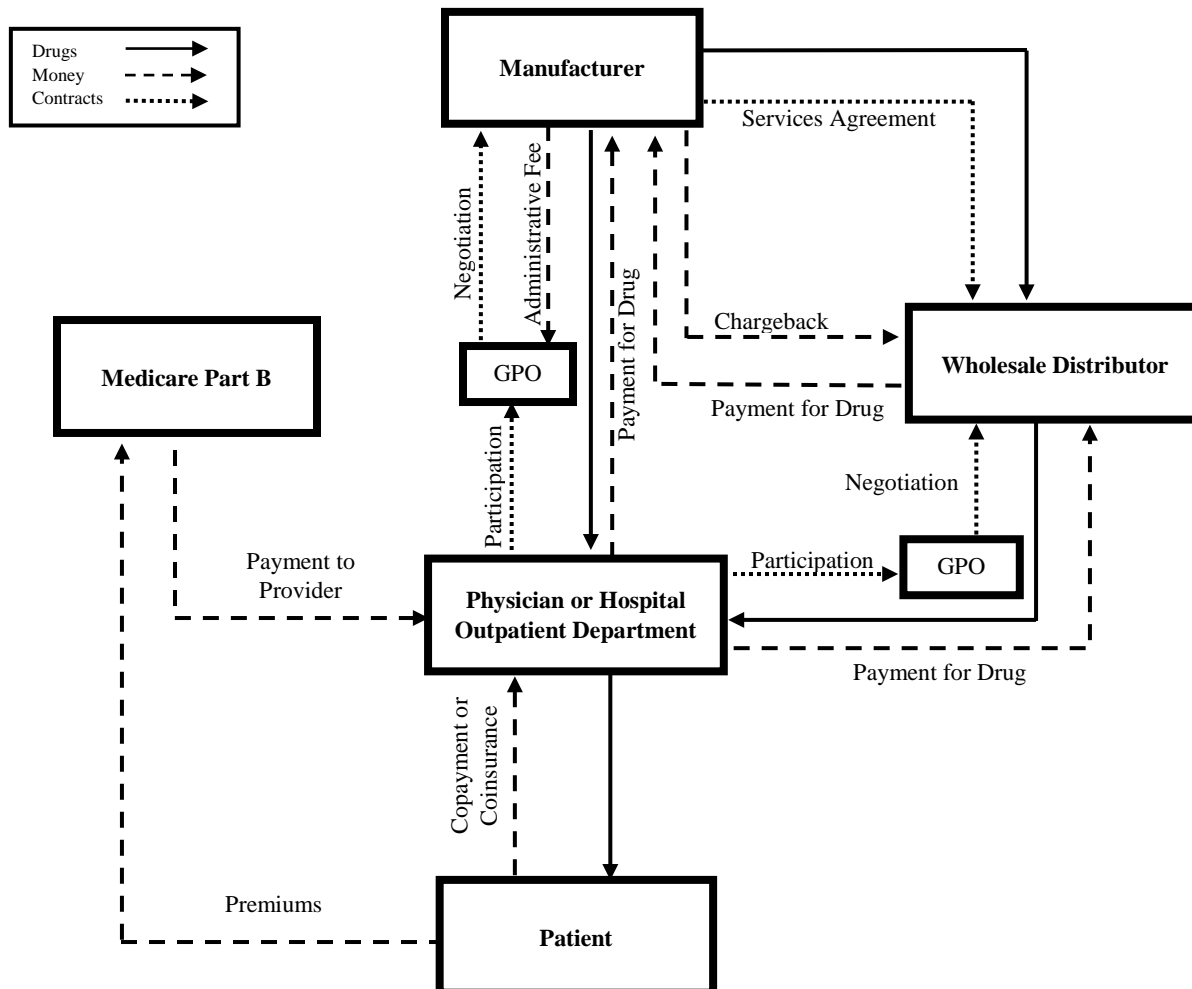 Drugs
Money
Contracts
Manufacturer
Services Agreement
Negotiation
Administrative Fee
Payment for Drug
Chargeback
Medicare Part B
GPO
Wholesale Distributor
Payment for Drug
Participation
Negotiation
Payment to
Provider
Participation
GPO
Physician or Hospital
Outpatient Department
Payment for Drug
Copayment or
Coinsurance
Premiums
Patient